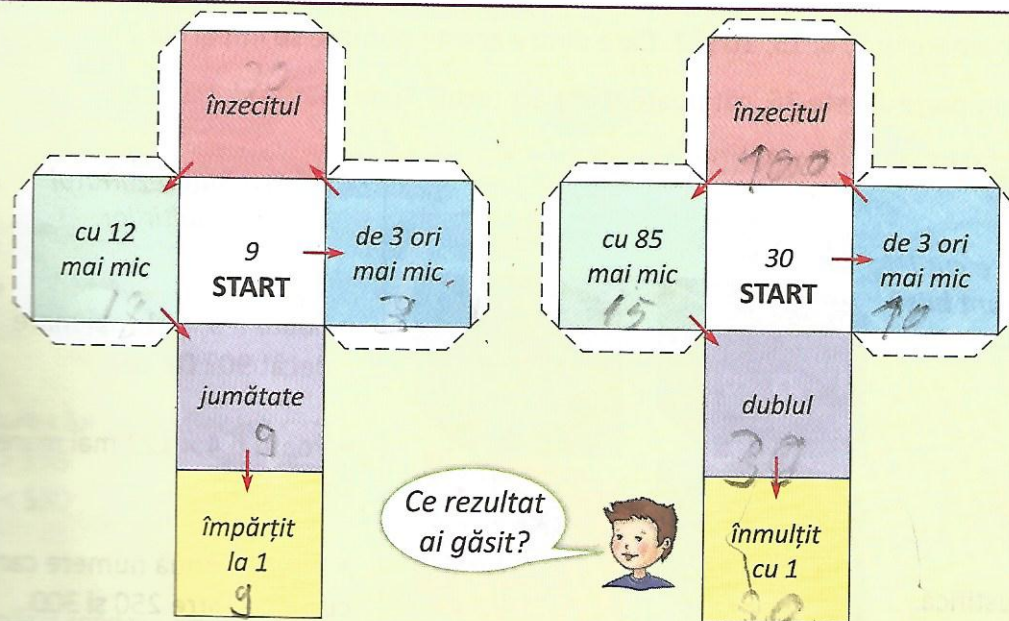 înzecitul
30
cu 12
mai mic
9
START
de 3 ori
mai mic
3
jumătate
9
împărțit
la 1
9
înzecitul
100
cu 85
mai mic
15
30
START
de 3 ori
mai mic
10
dublul
30
înmulțit
cu 1
30
Ce rezultat
ai găsit?